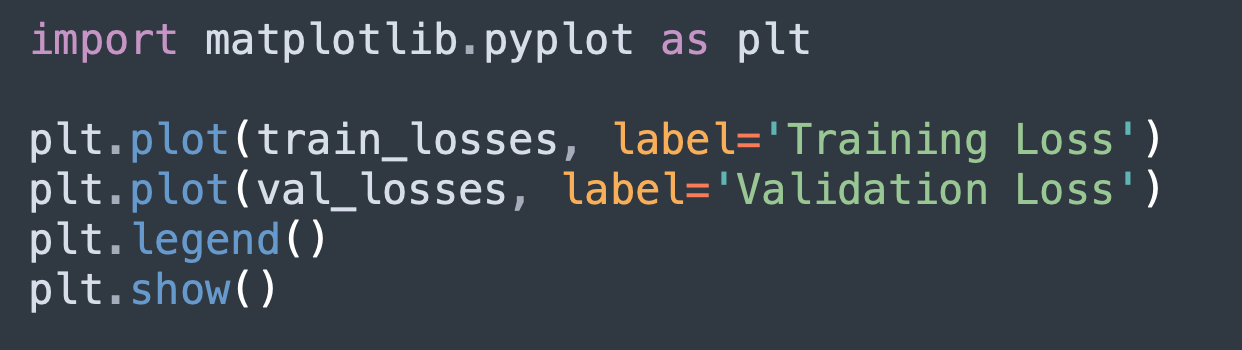 import matplotlib.pyplot as plt
plt.plot(train_losses, label='Training Loss')
plt.plot(val_losses, label='Validation Loss')
plt.legend()
plt.show()